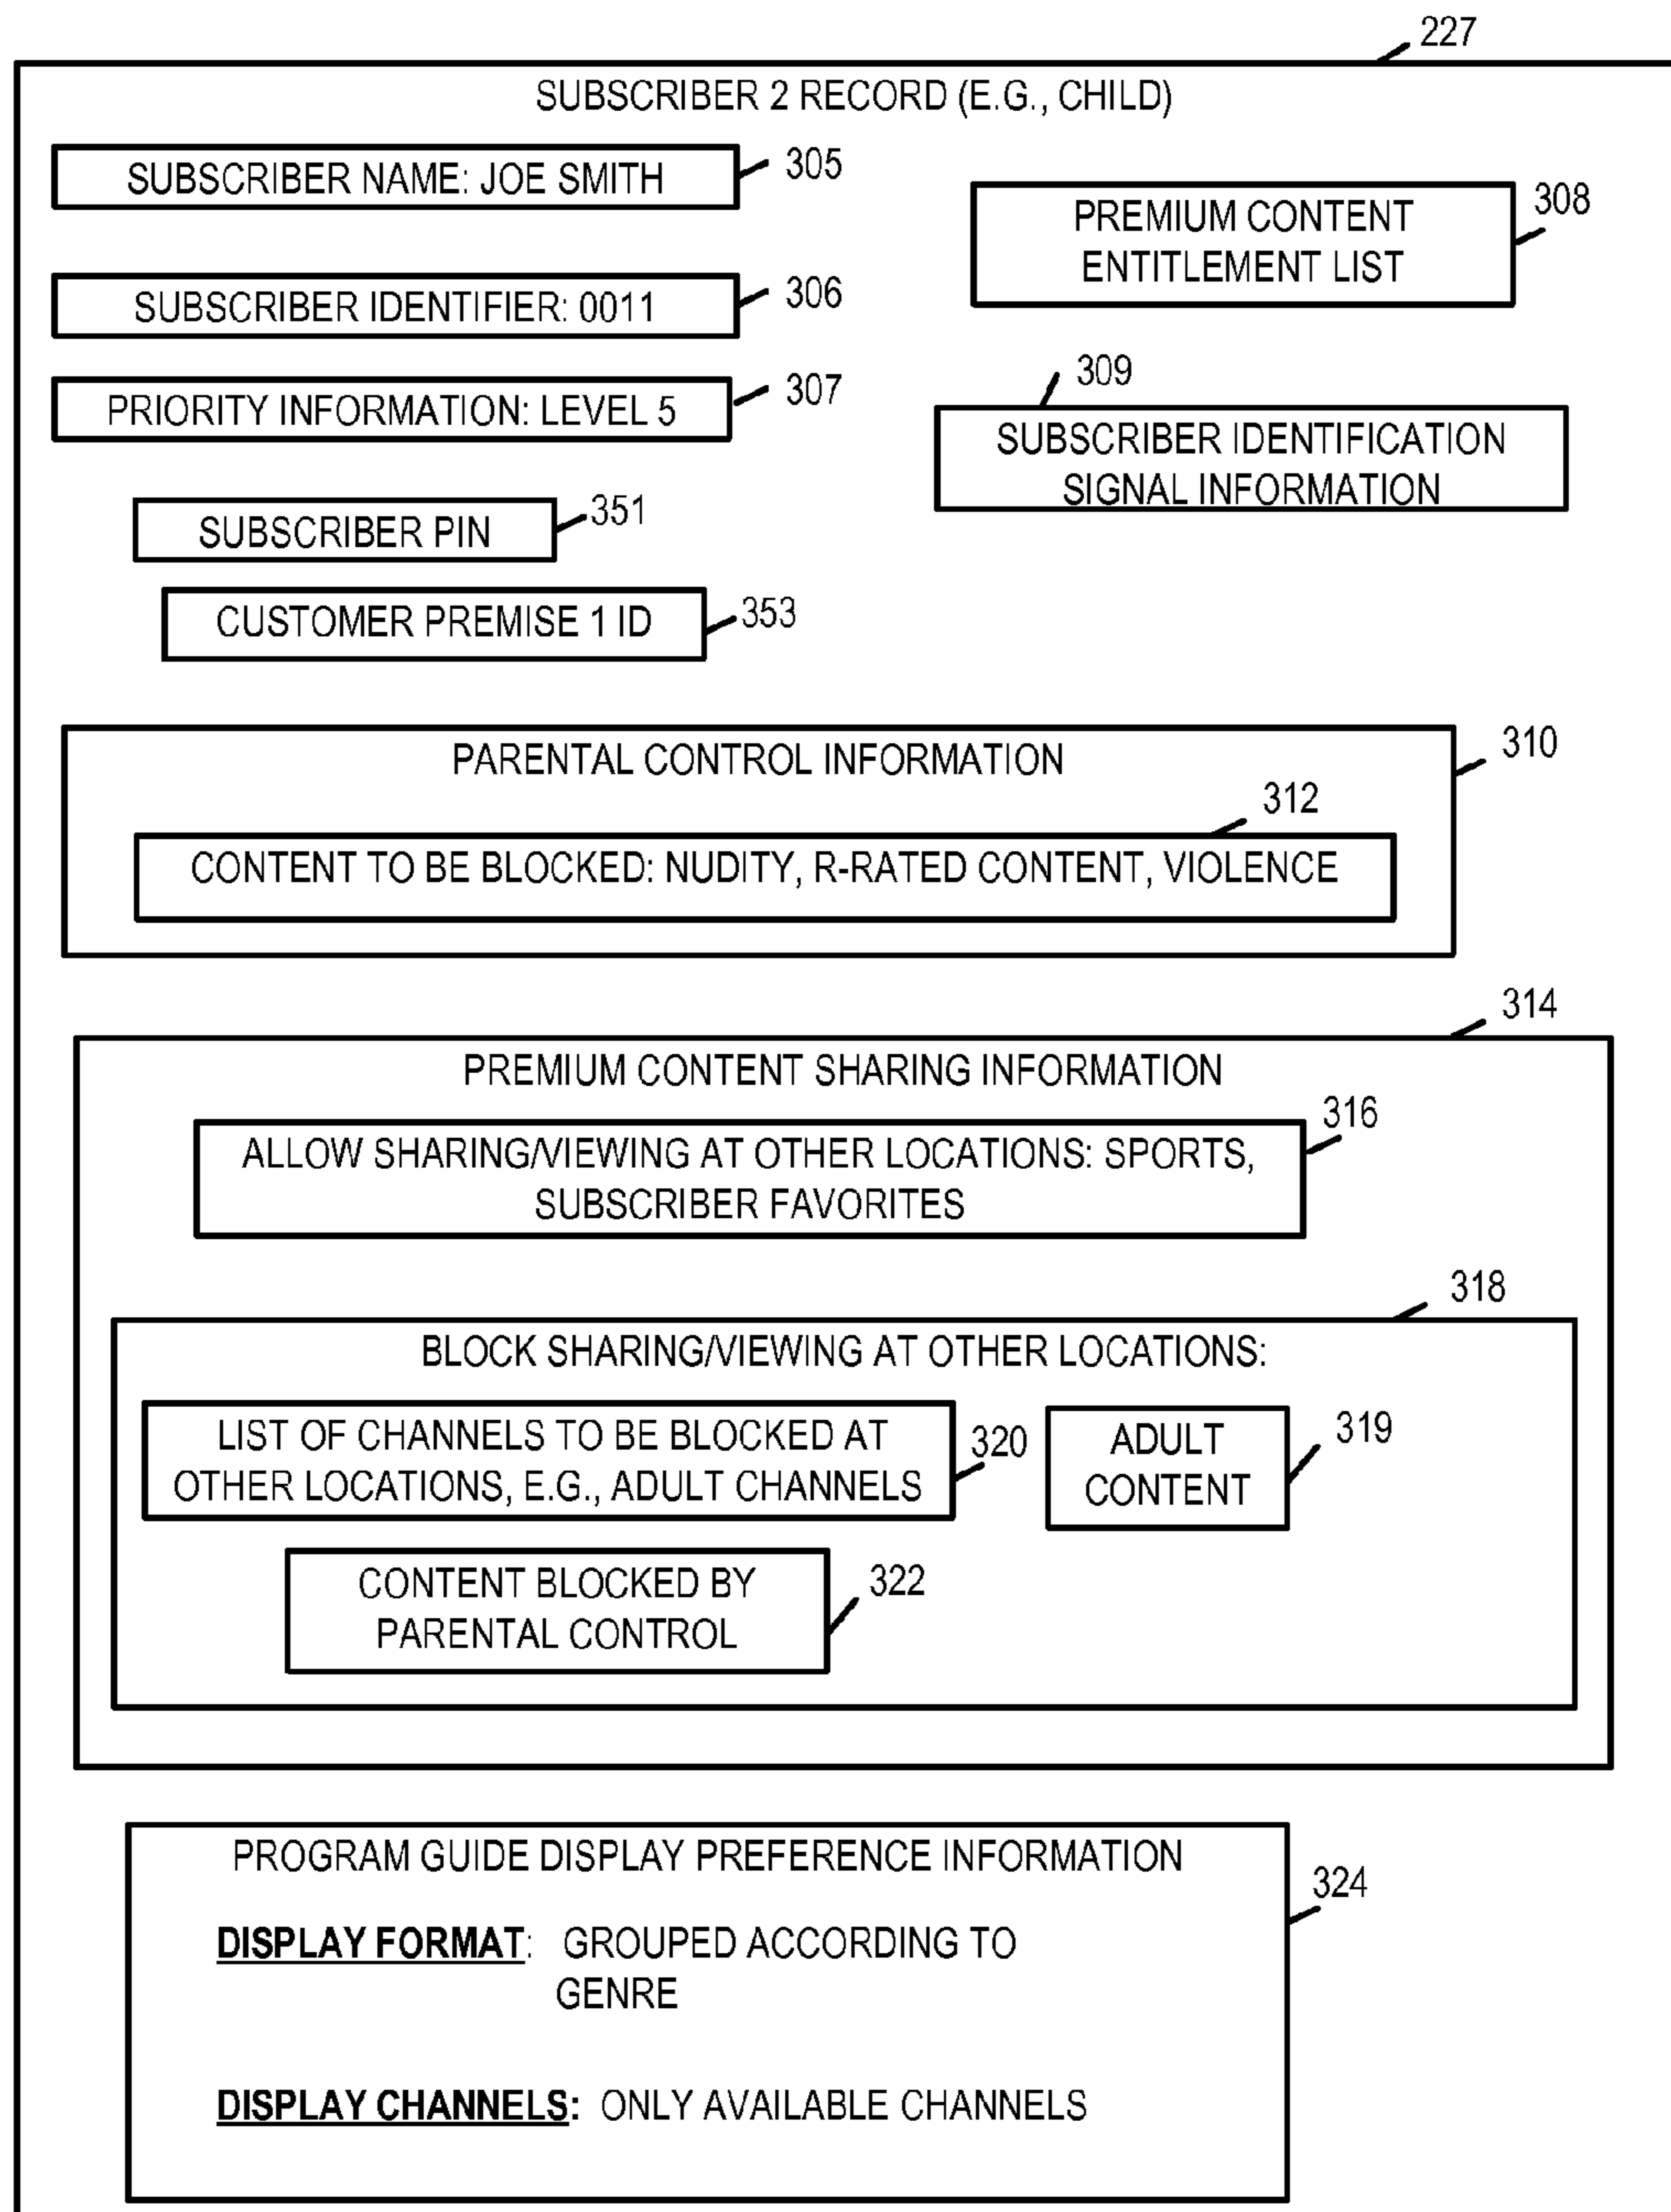 227
SUBSCRIBER 2 RECORD (E.G., CHILD)
SUBSCRIBER NAME: JOE SMITH
305
PREMIUM CONTENT
ENTITLEMENT LIST
308
SUBSCRIBER IDENTIFIER: 0011
306
PRIORITY INFORMATION: LEVEL 5
307
309
SUBSCRIBER IDENTIFICATION
SIGNAL INFORMATION
SUBSCRIBER PIN
351
CUSTOMER PREMISE 1 ID
353
PARENTAL CONTROL INFORMATION
310
312
CONTENT TO BE BLOCKED: NUDITY, R-RATED CONTENT, VIOLENCE
314
PREMIUM CONTENT SHARING INFORMATION
316
ALLOW SHARING/VIEWING AT OTHER LOCATIONS: SPORTS,
SUBSCRIBER FAVORITES
318
BLOCK SHARING/VIEWING AT OTHER LOCATIONS:
LIST OF CHANNELS TO BE BLOCKED AT
OTHER LOCATIONS, E.G., ADULT CHANNELS
320
ADULT
CONTENT
319
CONTENT BLOCKED BY
PARENTAL CONTROL
322
PROGRAM GUIDE DISPLAY PREFERENCE INFORMATION
324
DISPLAY FORMAT: GROUPED ACCORDING TO
GENRE
DISPLAY CHANNELS: ONLY AVAILABLE CHANNELS